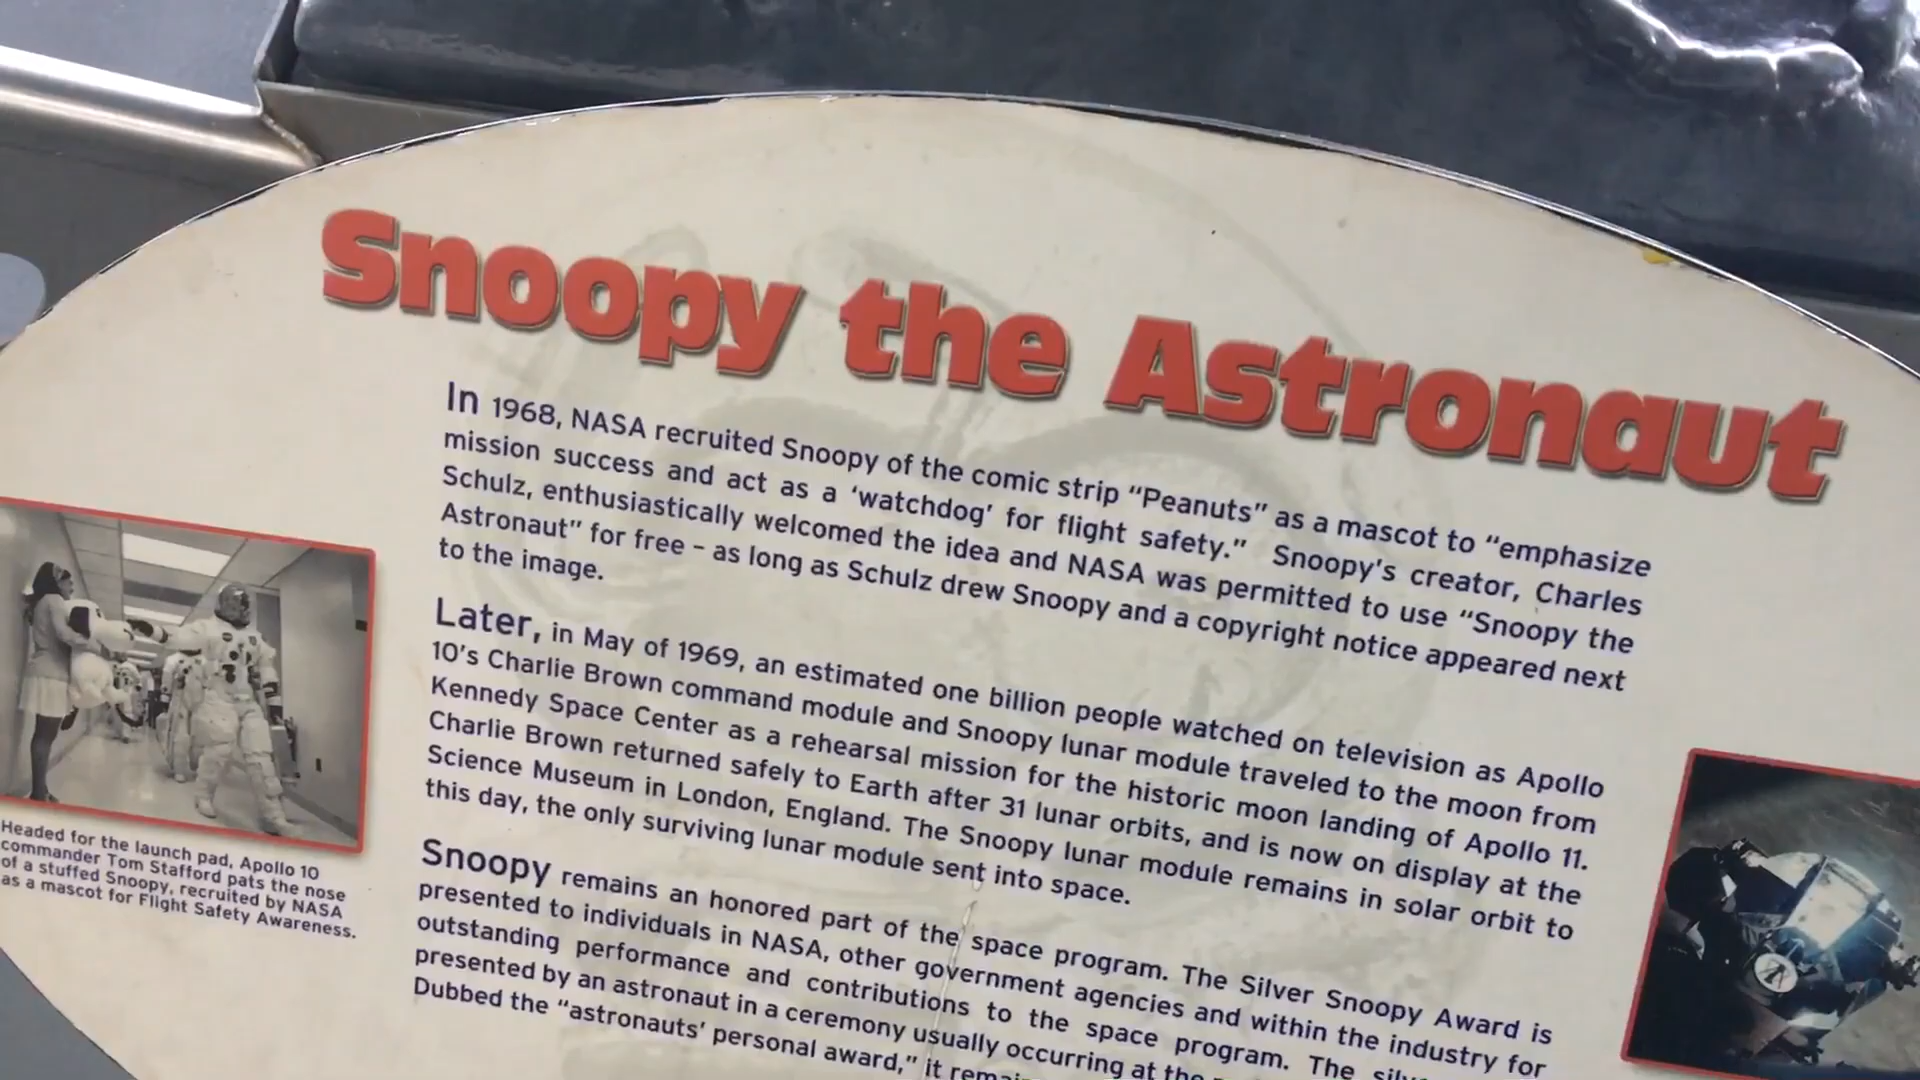 Snoopy the Astronaut
In 1968, NASA recruited Snoopy of the comic strip “Peanuts” as a mascot to “emphasize
mission success and act as a ‘watchdog’ for flight safety.” Snoopy’s creator, Charles
Schulz, enthusiastically welcomed the idea and NASA was permitted to use “Snoopy the
Astronaut” for free – as long as Schulz drew Snoopy and a copyright notice appeared next
to the image.
Later, in May of 1969, an estimated one billion people watched on television as Apollo
10’s Charlie Brown command module and Snoopy lunar module traveled to the moon from
Kennedy Space Center as a rehearsal mission for the historic moon landing of Apollo 11.
Charlie Brown returned safely to Earth after 31 lunar orbits, and is now on display at the
Science Museum in London, England. The Snoopy lunar module remains in solar orbit to
this day, the only surviving lunar module sent into space.
Snoopy remains an honored part of the space program. The Silver Snoopy Award is
presented to individuals in NASA, other government agencies and within the industry for
outstanding performance and contributions to the space program. The
presented by an astronaut in a ceremony usually occurring at the
Dubbed the “astronauts’ personal award,” it
Headed for the launch pad, Apollo 10
commander Tom Stafford pats the nose
of a stuffed Snoopy, recruited by NASA
as a mascot for Flight Safety Awareness.